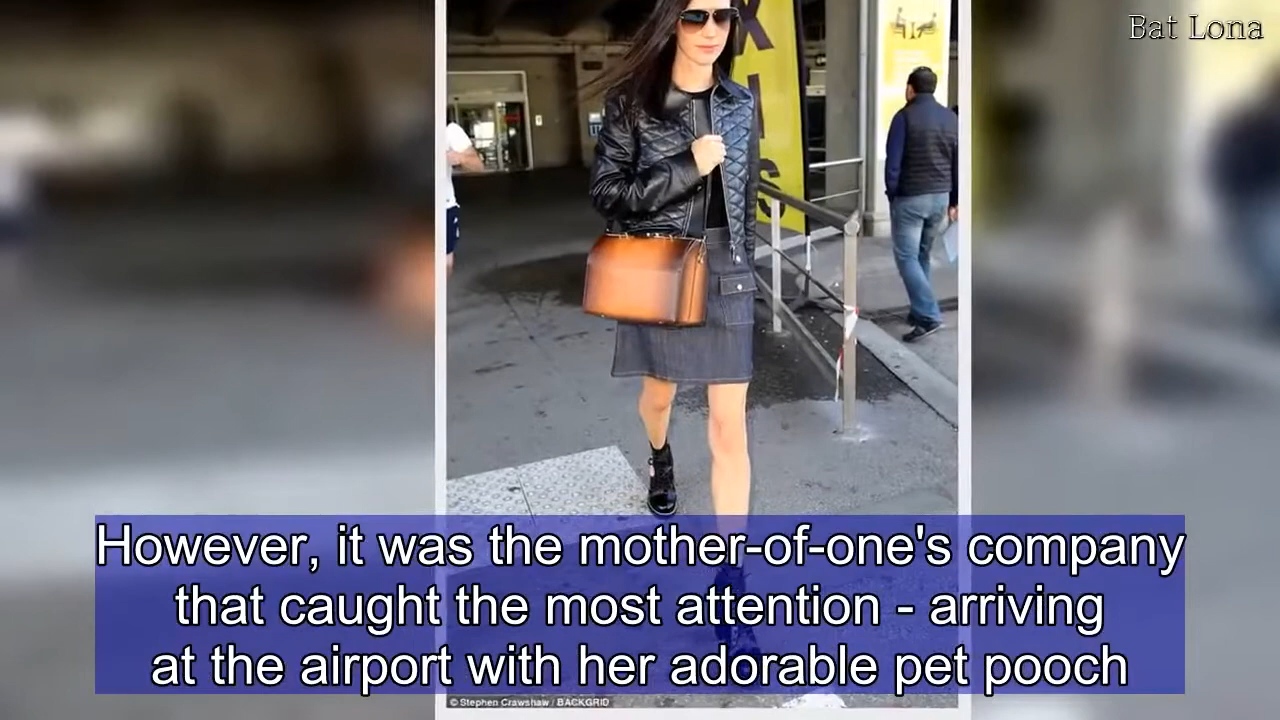 Bat Lona
X
I
S
However, it was the mother-of-one's company
that caught the most attention - arriving
at the airport with her adorable pet pooch
© Stephen Crawshaw / BACKGRID